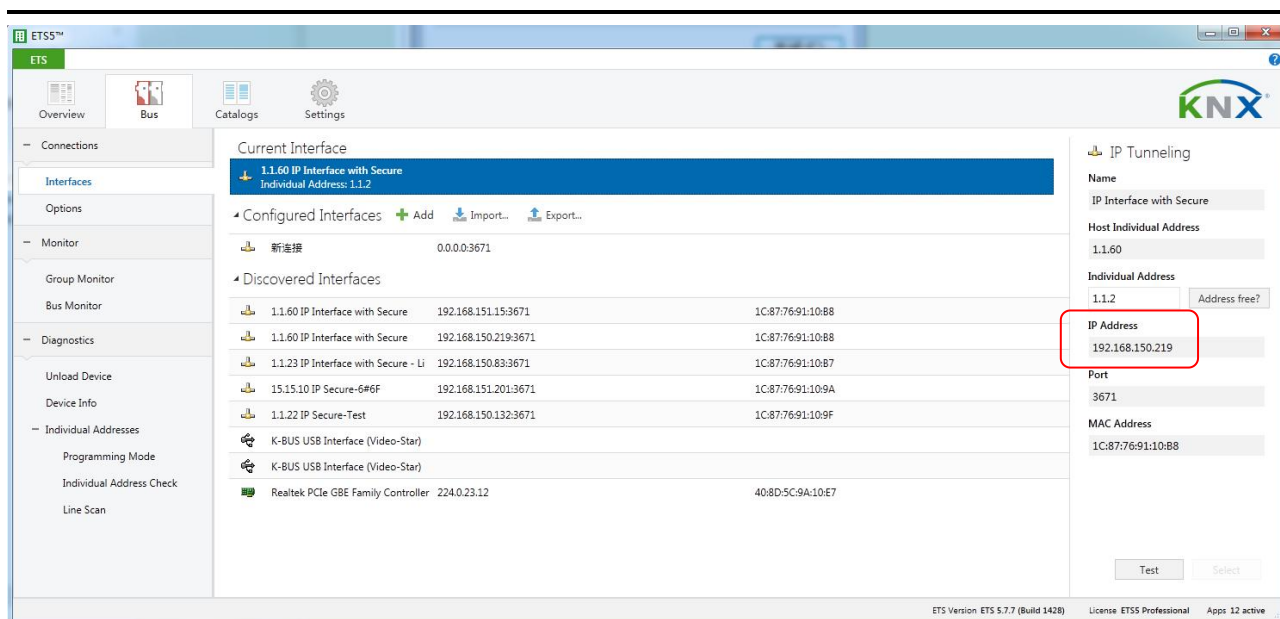 ETS5™
ETS
Overview Bus Catalogs Settings
KNX
Connections
Interfaces
Options
Monitor
Group Monitor
Bus Monitor
Diagnostics
Unload Device
Device Info
Individual Addresses
Programming Mode
Individual Address Check
Line Scan
Current Interface
1.1.60 IP Interface with Secure
Individual Address: 1.1.2
Configured Interfaces Add Import... Export...
新连接 0.0.0.0:3671
Discovered Interfaces
1.1.60 IP Interface with Secure 192.168.151.15:3671 1C:87:76:91:10:B8
1.1.60 IP Interface with Secure 192.168.150.219:3671 1C:87:76:91:10:B8
1.1.23 IP Interface with Secure - Li 192.168.150.83:3671 1C:87:76:91:10:B7
15.15.10 IP Secure-6#6F 192.168.151.201:3671 1C:87:76:91:10:9A
1.1.22 IP Secure-Test 192.168.150.132:3671 1C:87:76:91:10:9F
K-BUS USB Interface (Video-Star)
K-BUS USB Interface (Video-Star)
Realtek PCIe GBE Family Controller 224.0.23.12 40:8D:5C:9A:10:E7
IP Tunneling
Name
IP Interface with Secure
Host Individual Address
1.1.60
Individual Address
1.1.2 Address free?
IP Address
192.168.150.219
Port
3671
MAC Address
1C:87:76:91:10:B8
Test Select
ETS Version ETS 5.7.7 (Build 1428) License ETS5 Professional Apps 12 active